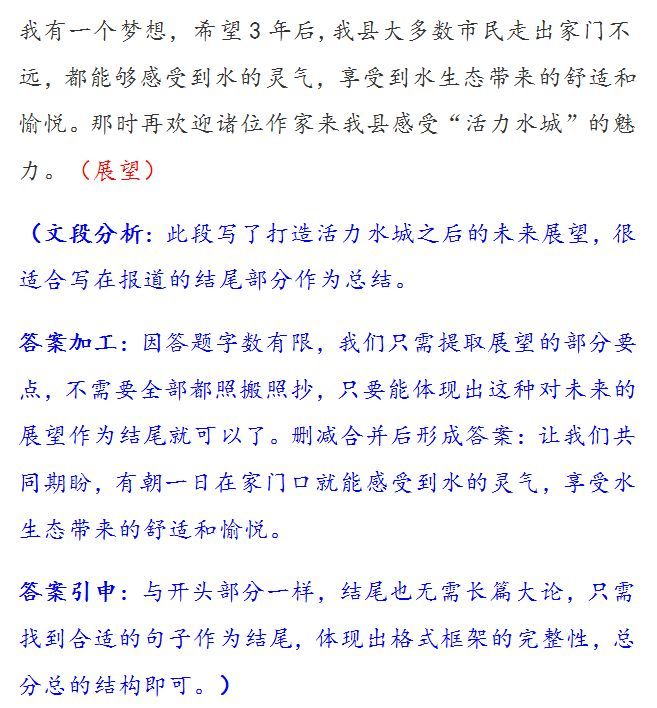 我有一个梦想，希望3年后,我县大多数市民走出家门不
远，都能够感受到水的灵气，享受到水生态带来的舒适和
愉悦。那时再欢迎诸位作家来我县感受“活力水城”的魅
力。（展望）
（文段分析：此段写了打造活力水城之后的未来展望，很
适合写在报道的结尾部分作为总结。
答案加工：因答题字数有限，我们只需提取展望的部分要
点，不需要全部都照搬照抄，只要能体现出这种对未来的
展望作为结尾就可以了。删减合并后形成答案：让我们共
同期盼，有朝一日在家门口就能感受到水的灵气，享受水
生态带来的舒适和愉悦。
答案引申：与开头部分一样，结尾也无需长篇大论，只需
找到合适的句子作为结尾，体现出格式框架的完整性，总
分总的结构即可。）